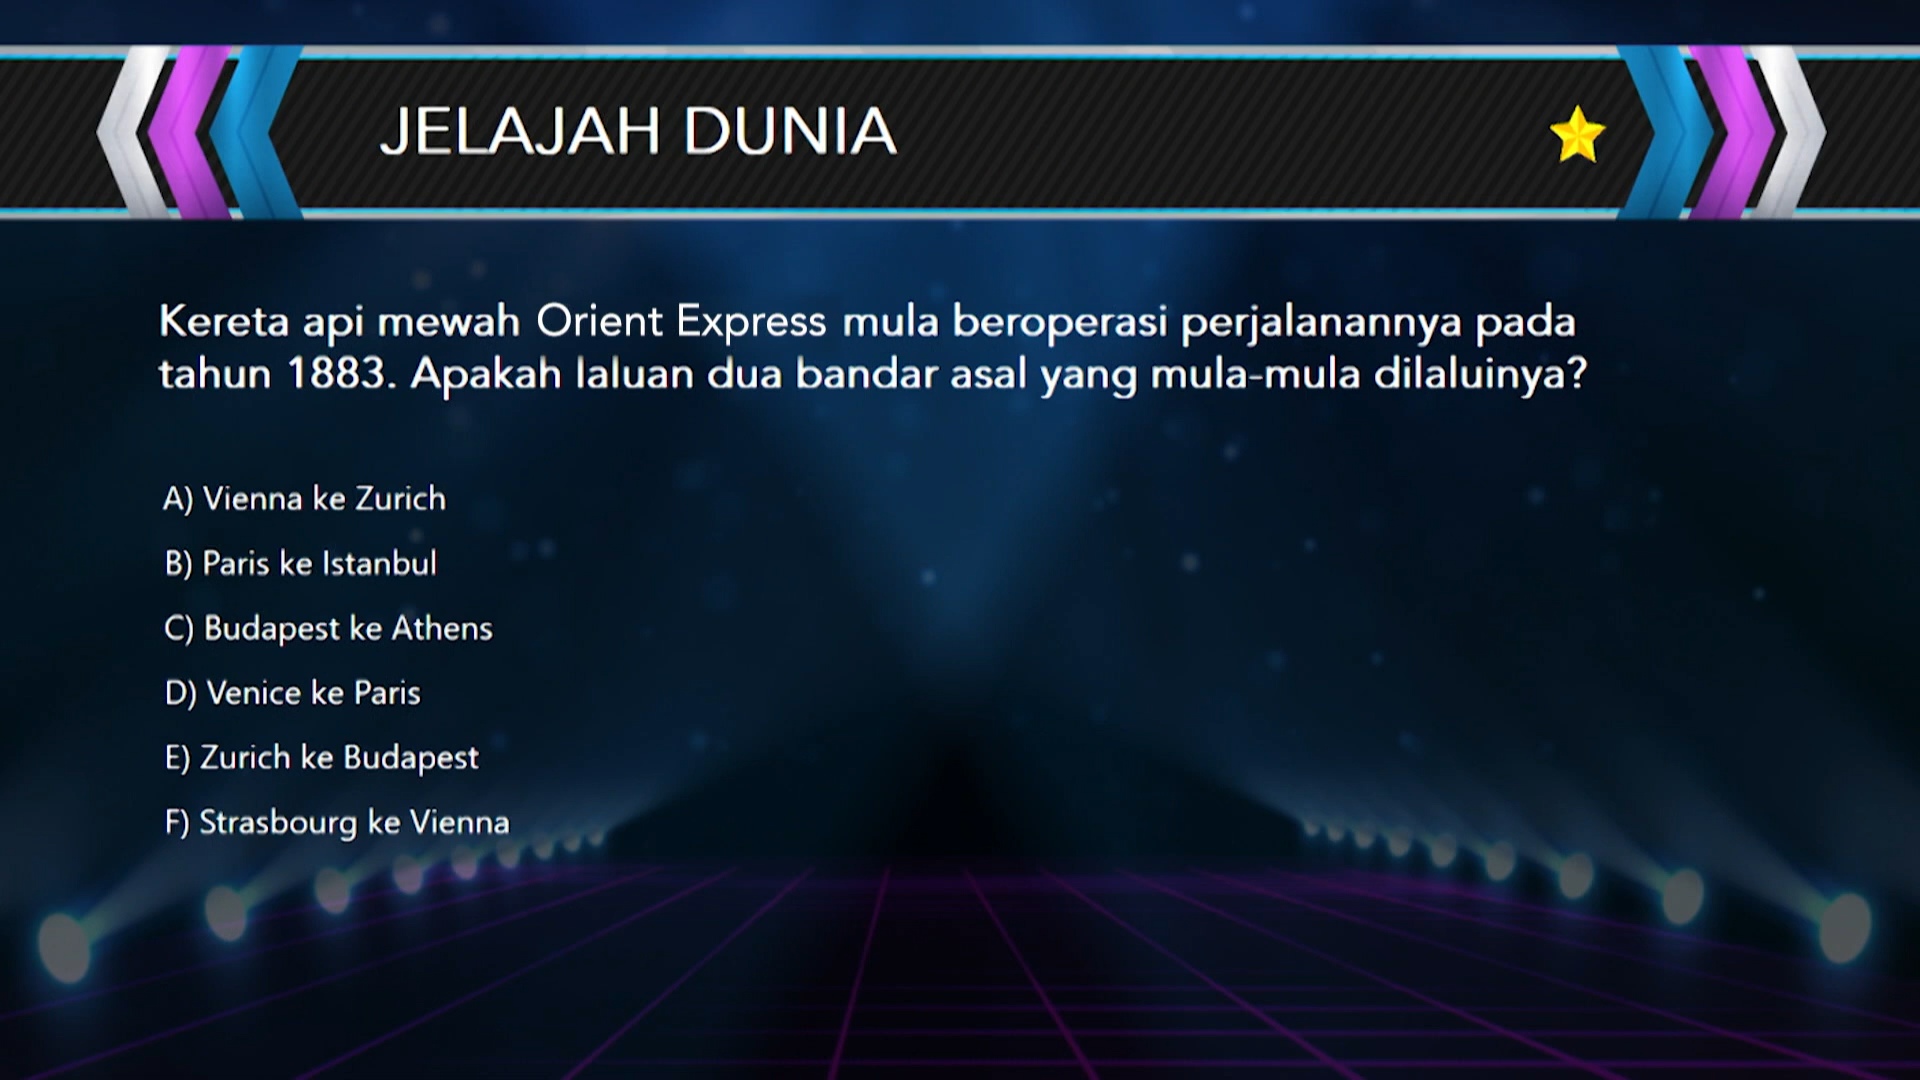 JELAJAH DUNIA
Kereta api mewah Orient Express mula beroperasi perjalanannya pada
tahun 1883. Apakah laluan dua bandar asal yang mula-mula dilaluinya?
A) Vienna ke Zurich
B) Paris ke Istanbul
C) Budapest ke Athens
D) Venice ke Paris
E) Zurich ke Budapest
F) Strasbourg ke Vienna